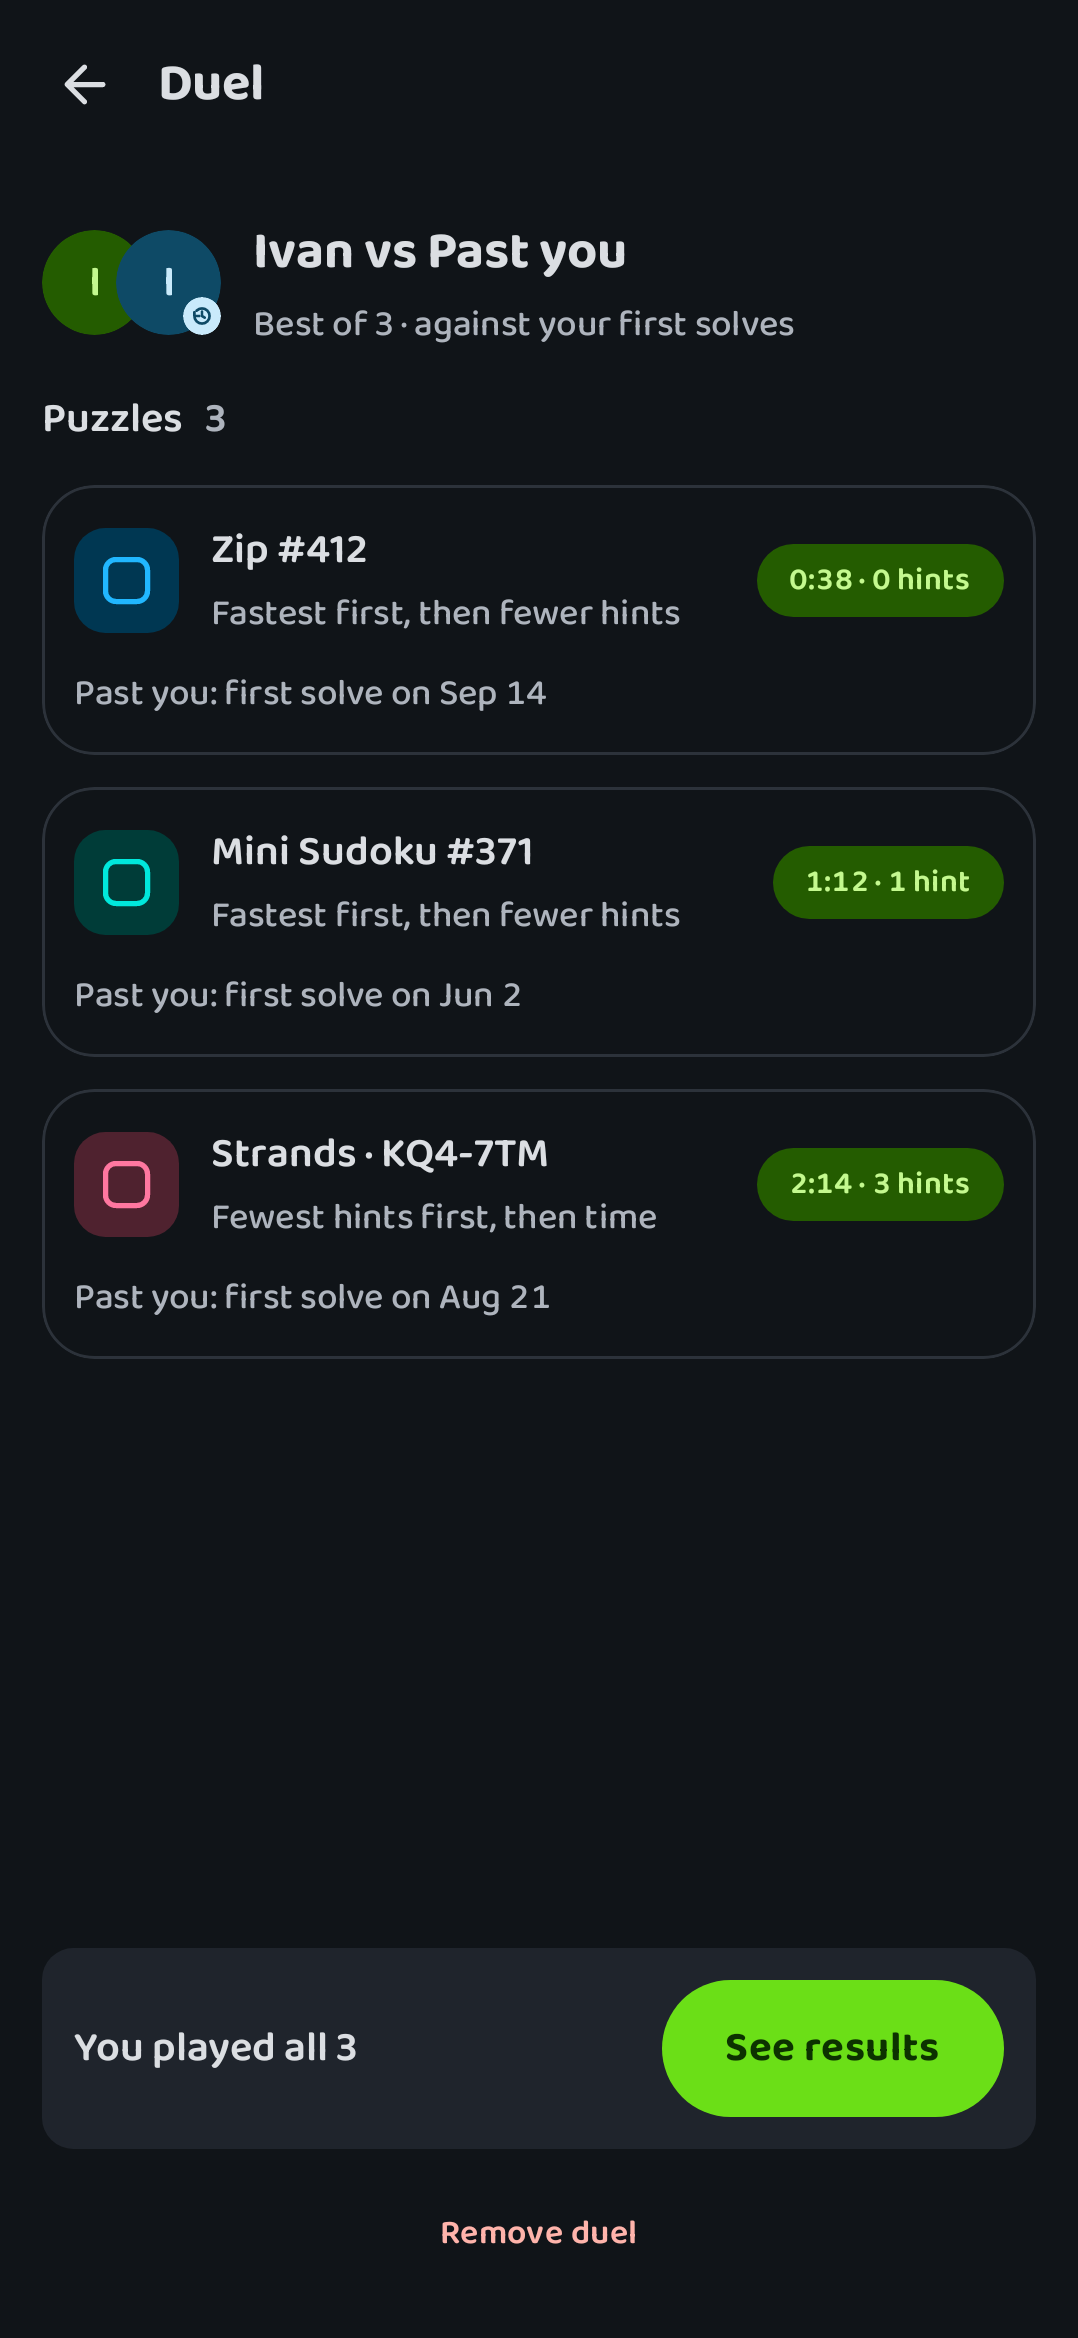 Duel
I I
Ivan vs Past you
Best of 3 · against your first solves
Puzzles 3
Zip #412
Fastest first, then fewer hints
0:38 · 0 hints
Past you: first solve on Sep 14
Mini Sudoku #371
Fastest first, then fewer hints
1:12 · 1 hint
Past you: first solve on Jun 2
Strands · KQ4-7TM
Fewest hints first, then time
2:14 · 3 hints
Past you: first solve on Aug 21
You played all 3
See results
Remove duel